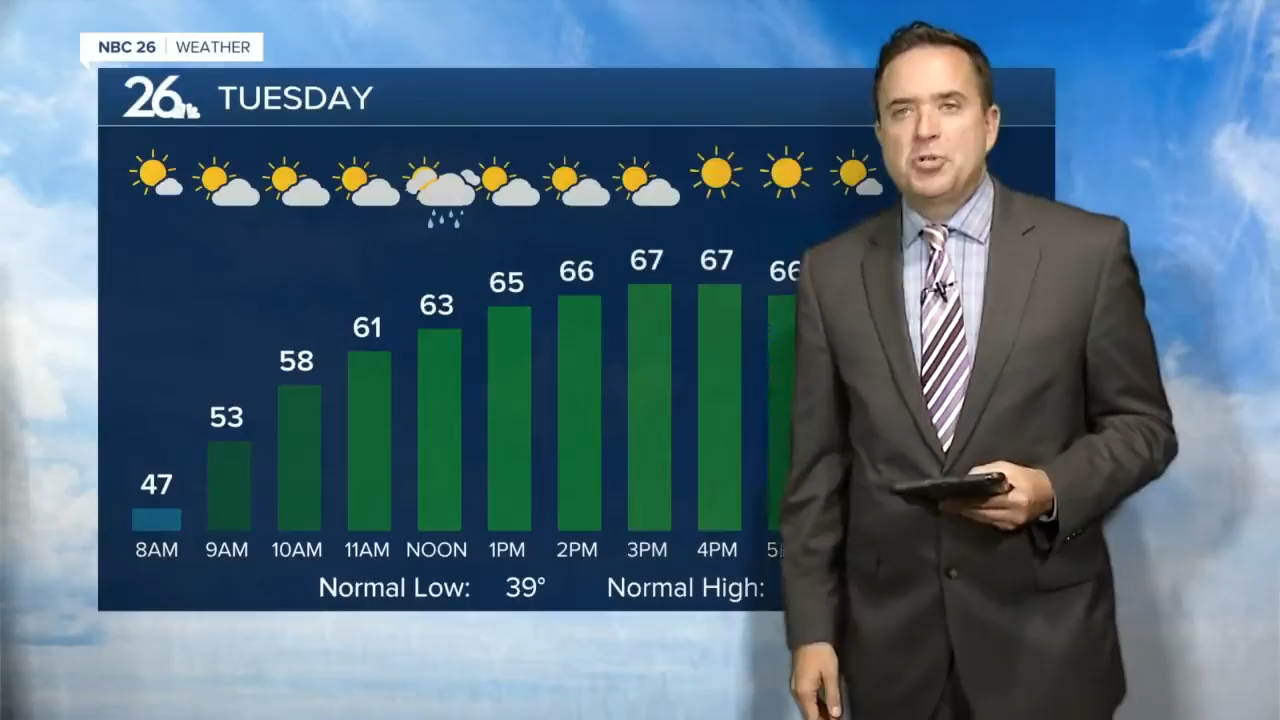 NBC 26 | WEATHER
26 TUESDAY
47 53 58 61 63 65 66 67 67 66
8AM 9AM 10AM 11AM NOON 1PM 2PM 3PM 4PM
Normal Low: 39° Normal High: